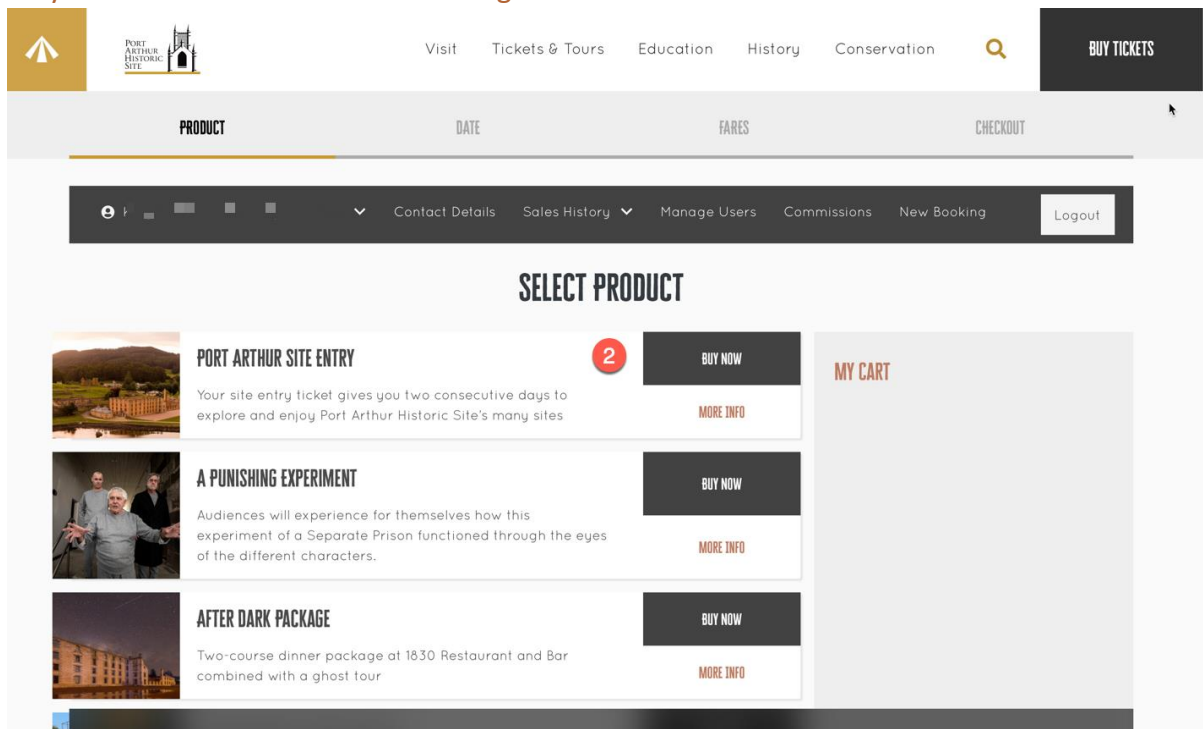 PORT
ARTHUR
HISTORIC
SITE
Visit Tickets & Tours Education History Conservation BUY TICKETS
PRODUCT DATE FARES CHECKOUT
Contact Details Sales History Manage Users Commissions New Booking Logout
SELECT PRODUCT
PORT ARTHUR SITE ENTRY 2 BUY NOW
MY CART
Your site entry ticket gives you two consecutive days to
explore and enjoy Port Arthur Historic Site's many sites
MORE INFO
A PUNISHING EXPERIMENT BUY NOW
Audiences will experience for themselves how this
experiment of a Separate Prison functioned through the eyes
of the different characters.
MORE INFO
AFTER DARK PACKAGE BUY NOW
Two-course dinner package at 1830 Restaurant and Bar
combined with a ghost tour
MORE INFO